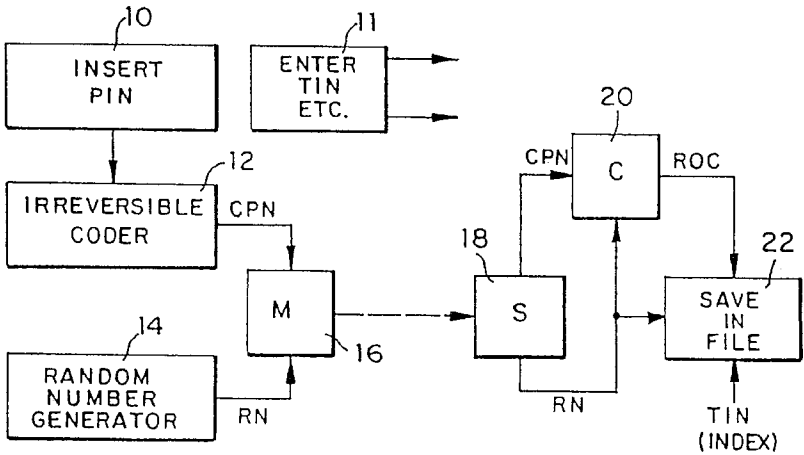 10
INSERT
PIN
11
ENTER
TIN
ETC.
12
IRREVERSIBLE
CODER
CPN
14
RANDOM
NUMBER
GENERATOR
RN
M
16
18
S
CPN
RN
20
C
ROC
22
SAVE
IN
FILE
TIN
(INDEX)